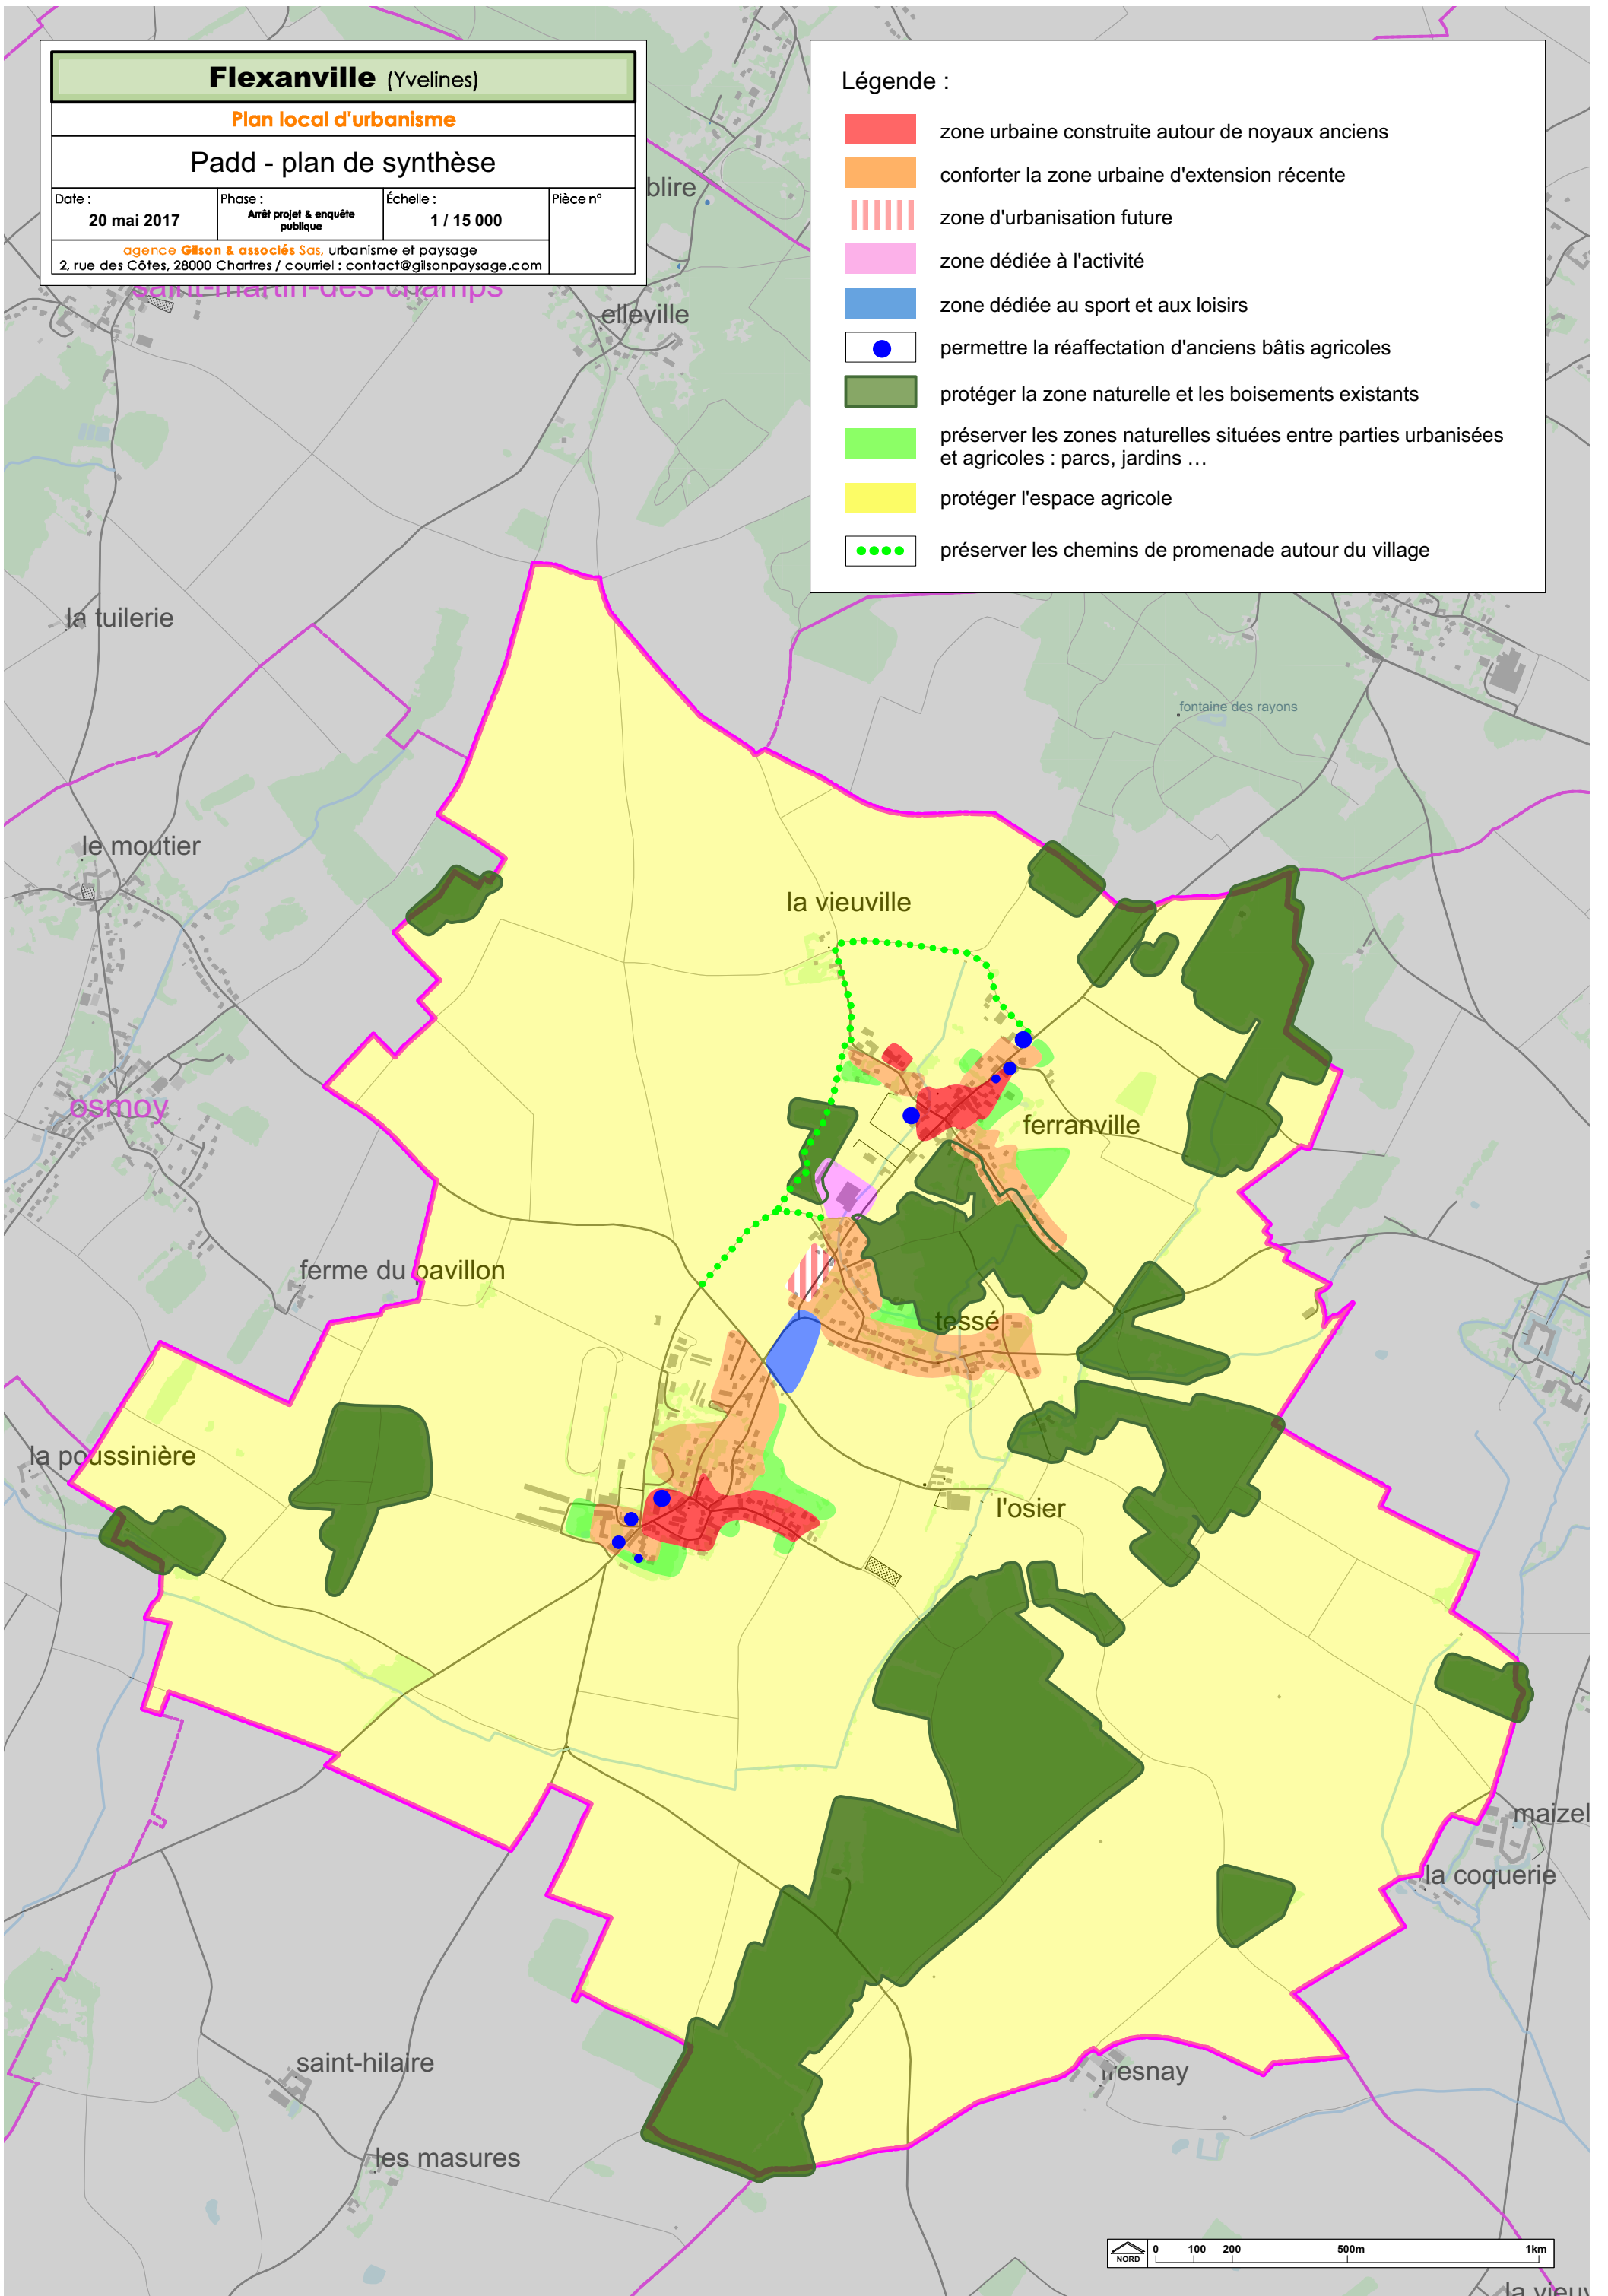 Flexanville (Yvelines)
Plan local d'urbanisme
Padd - plan de synthèse
Date :
20 mai 2017
Phase :
Arrêt projet & enquête
publique
Échelle :
1 / 15 000
Pièce n°
agence Gilson & associés Sas, urbanisme et paysage
2, rue des Côtes, 28000 Chartres / courriel : contact@gilsonpaysage.com
Légende :
zone urbaine construite autour de noyaux anciens
conforter la zone urbaine d'extension récente
zone d'urbanisation future
zone dédiée à l'activité
zone dédiée au sport et aux loisirs
permettre la réaffectation d'anciens bâtis agricoles
protéger la zone naturelle et les boisements existants
préserver les zones naturelles situées entre parties urbanisées
et agricoles : parcs, jardins …
protéger l'espace agricole
préserver les chemins de promenade autour du village
blire
saint-martin-des-champs
elleville
la tuilerie
fontaine des rayons
le moutier
la vieuville
osmoy
ferranville
ferme du pavillon
tessé
la poussinière
l'osier
maizel
la coquerie
saint-hilaire
fresnay
les masures
NORD
0 100 200 500m 1km
la vieuv